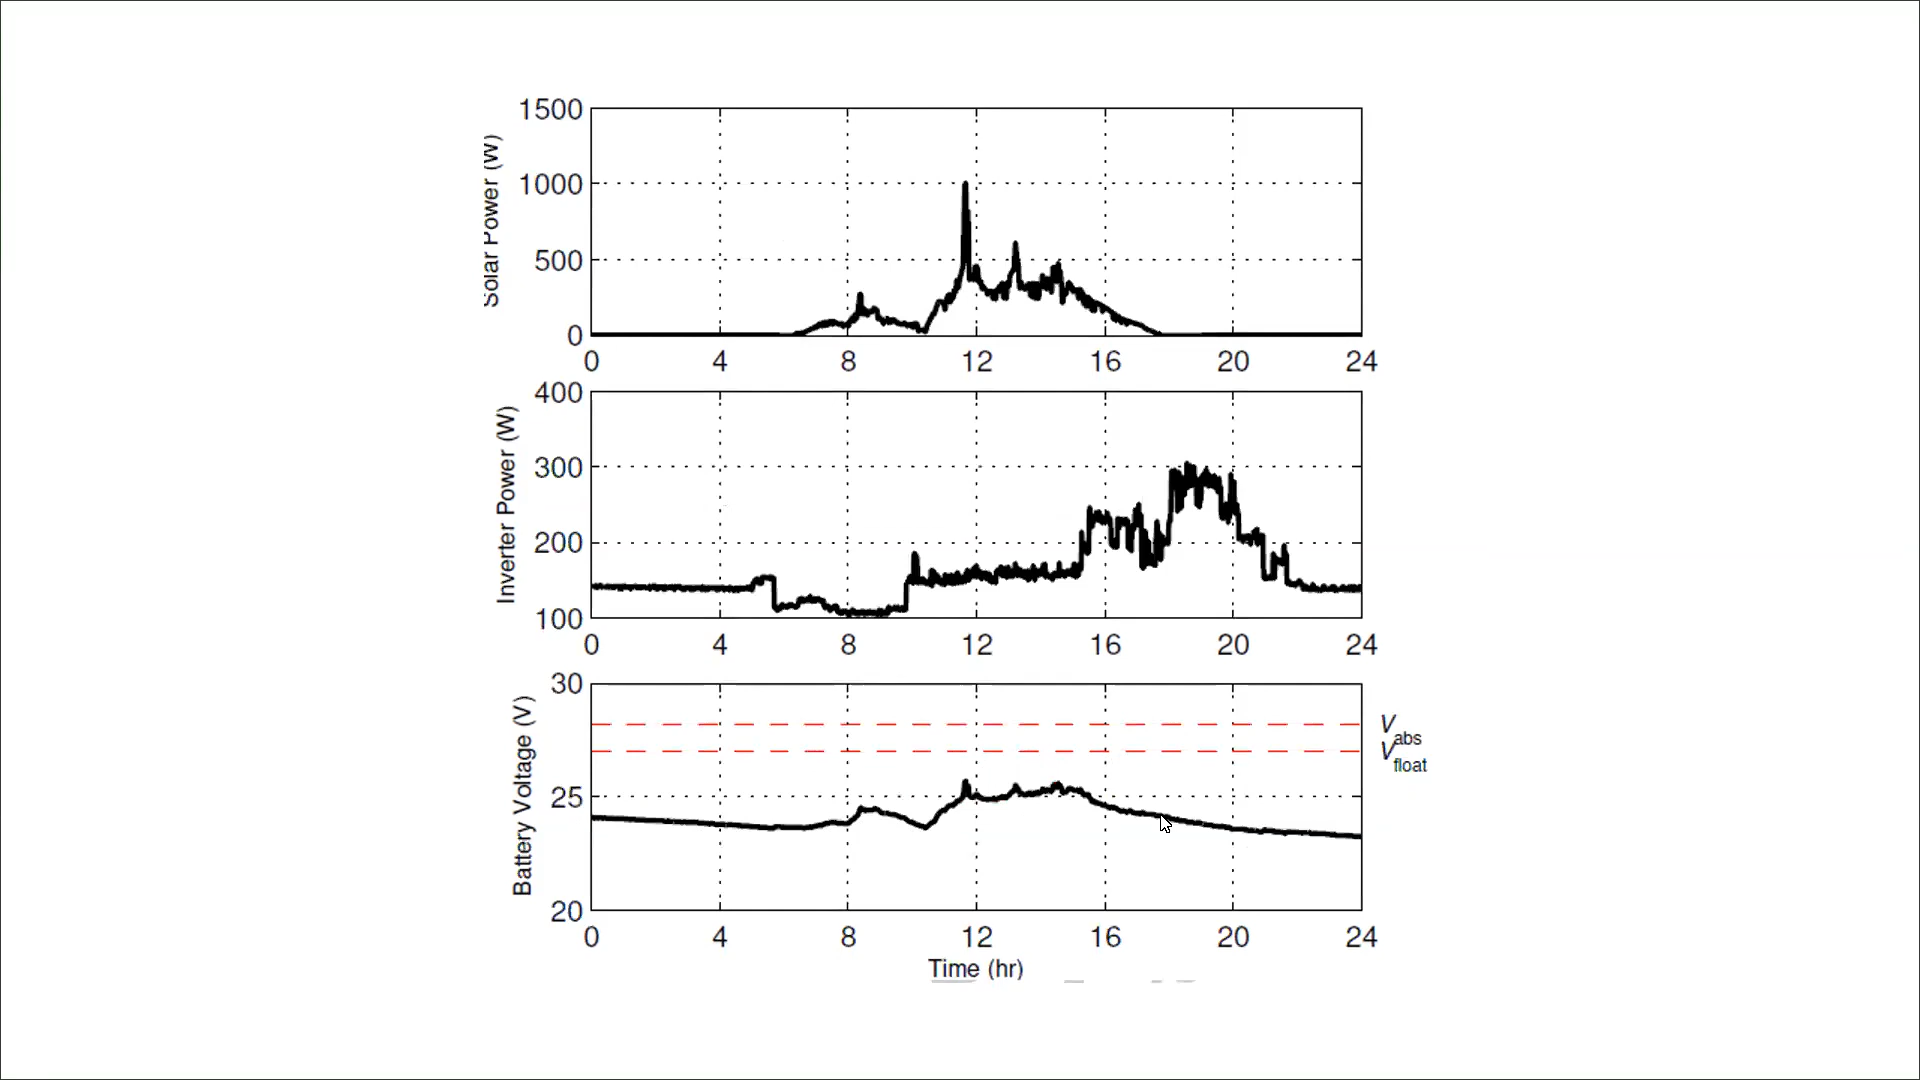 1500
1000
500
0
Solar Power (W)
0 4 8 12 16 20 24
400
300
200
100
Inverter Power (W)
0 4 8 12 16 20 24
30
25
20
Battery Voltage (V)
V abs
V float
0 4 8 12 16 20 24
Time (hr)